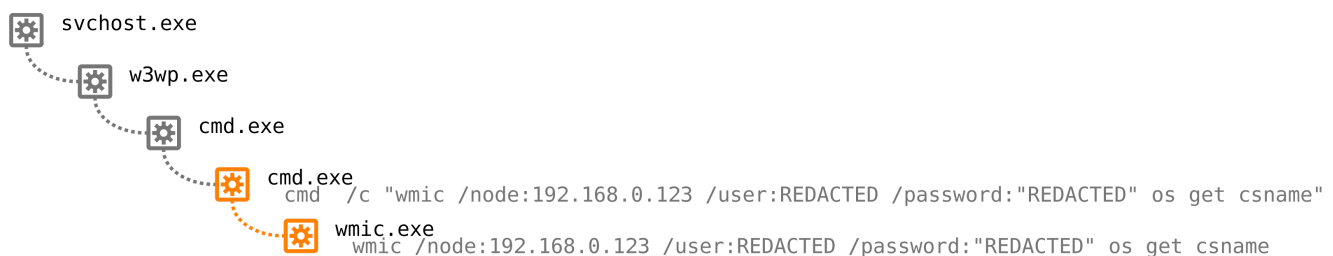 svchost.exe
w3wp.exe
cmd.exe
cmd.exe
cmd  /c "wmic /node:192.168.0.123 /user:REDACTED /password:"REDACTED" os get csname"
wmic.exe
wmic /node:192.168.0.123 /user:REDACTED /password:"REDACTED" os get csname